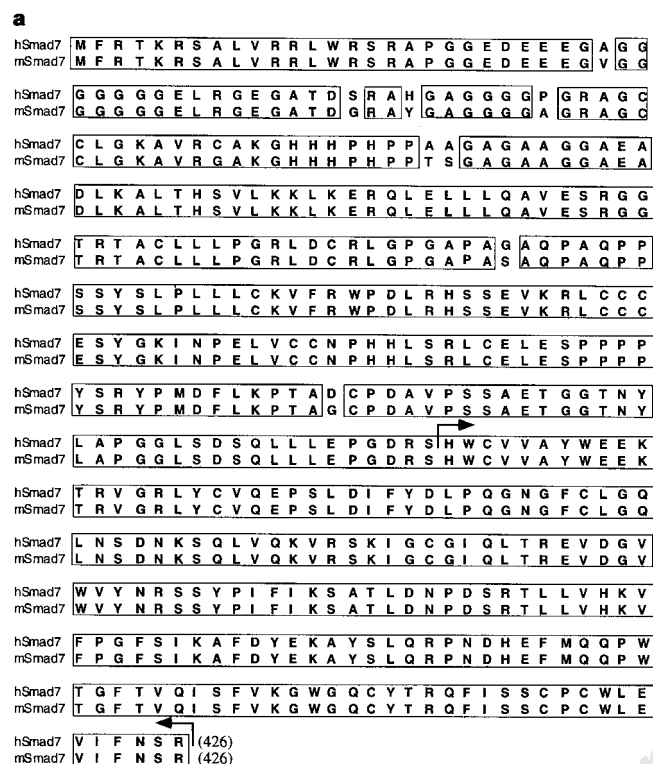 a
hSmad7 M F R T K R S A L V R R L W R S R A P G G E D E E E G A G G
mSmad7 M F R T K R S A L V R R L W R S R A P G G E D E E E G V G G
hSmad7 G G G G G E L R G E G A T D S R A H G A G G G G P G R A G C
mSmad7 G G G G G E L R G E G A T D G R A Y G A G G G G A G R A G C
hSmad7 C L G K A V R G A K G H H H P H P P A A G A G A A G G A E A
mSmad7 C L G K A V R G A K G H H H P H P P T S G A G A A G G A E A
hSmad7 D L K A L T H S V L K K L K E R Q L E L L L Q A V E S R G G
mSmad7 D L K A L T H S V L K K L K E R Q L E L L L Q A V E S R G G
hSmad7 T R T A C L L L P G R L D C R L G P G A P A G A Q P A Q P P
mSmad7 T R T A C L L L P G R L D C R L G P G A P A S A Q P A Q P P
hSmad7 S S Y S L P L L L C K V F R W P D L R H S S E V K R L C C C
mSmad7 S S Y S L P L L L C K V F R W P D L R H S S E V K R L C C C
hSmad7 E S Y G K I N P E L V C C N P H H L S R L C E L E S P P P P
mSmad7 E S Y G K I N P E L V C C N P H H L S R L C E L E S P P P P
hSmad7 Y S R Y P M D F L K P T A D C P D A V P S S A E T G G T N Y
mSmad7 Y S R Y P M D F L K P T A G C P D A V P S S A E T G G T N Y
hSmad7 L A P G G L S D S Q L L L E P G D R S H W C V V A Y W E E K
mSmad7 L A P G G L S D S Q L L L E P G D R S H W C V V A Y W E E K
hSmad7 T R V G R L Y C V Q E P S L D I F Y D L P Q G N G F C L G Q
mSmad7 T R V G R L Y C V Q E P S L D I F Y D L P Q G N G F C L G Q
hSmad7 L N S D N K S Q L V Q K V R S K I G C G I Q L T R E V D G V
mSmad7 L N S D N K S Q L V Q K V R S K I G C G I Q L T R E V D G V
hSmad7 W V Y N R S S Y P I F I K S A T L D N P D S R T L L V H K V
mSmad7 W V Y N R S S Y P I F I K S A T L D N P D S R T L L V H K V
hSmad7 F P G F S I K A F D Y E K A Y S L Q R P N D H E F M Q Q P W
mSmad7 F P G F S I K A F D Y E K A Y S L Q R P N D H E F M Q Q P W
hSmad7 T G F T V Q I S F V K G W G Q C Y T R Q F I S S C P C W L E
mSmad7 T G F T V Q I S F V K G W G Q C Y T R Q F I S S C P C W L E
hSmad7 V I F N S R (426)
mSmad7 V I F N S R (426)